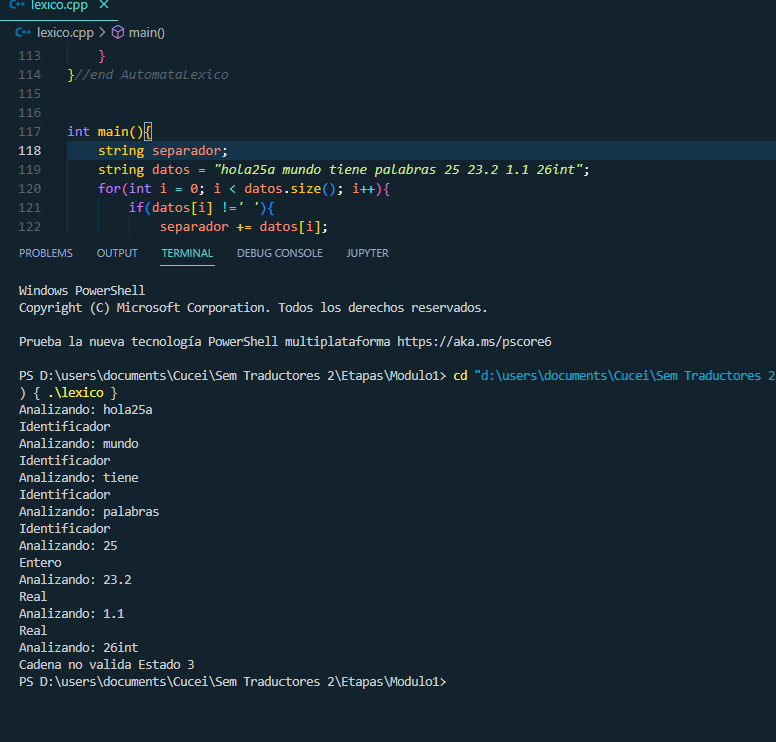 lexico.cpp ×
lexico.cpp > main()
113 }
114 }//end AutomataLexico
115
116
117 int main(){
118 string separador;
119 string datos = "hola25a mundo tiene palabras 25 23.2 1.1 26int";
120 for(int i = 0; i < datos.size(); i++){
121 if(datos[i] !=' '){
122 separador += datos[i];
PROBLEMS OUTPUT TERMINAL DEBUG CONSOLE JUPYTER
Windows PowerShell
Copyright (C) Microsoft Corporation. Todos los derechos reservados.
Prueba la nueva tecnología PowerShell multiplataforma https://aka.ms/pscore6
PS D:\users\documents\Cucei\Sem Traductores 2\Etapas\Modulo1> cd "d:\users\documents\Cucei\Sem Traductores 2
) { .\lexico }
Analizando: hola25a
Identificador
Analizando: mundo
Identificador
Analizando: tiene
Identificador
Analizando: palabras
Identificador
Analizando: 25
Entero
Analizando: 23.2
Real
Analizando: 1.1
Real
Analizando: 26int
Cadena no valida Estado 3
PS D:\users\documents\Cucei\Sem Traductores 2\Etapas\Modulo1>